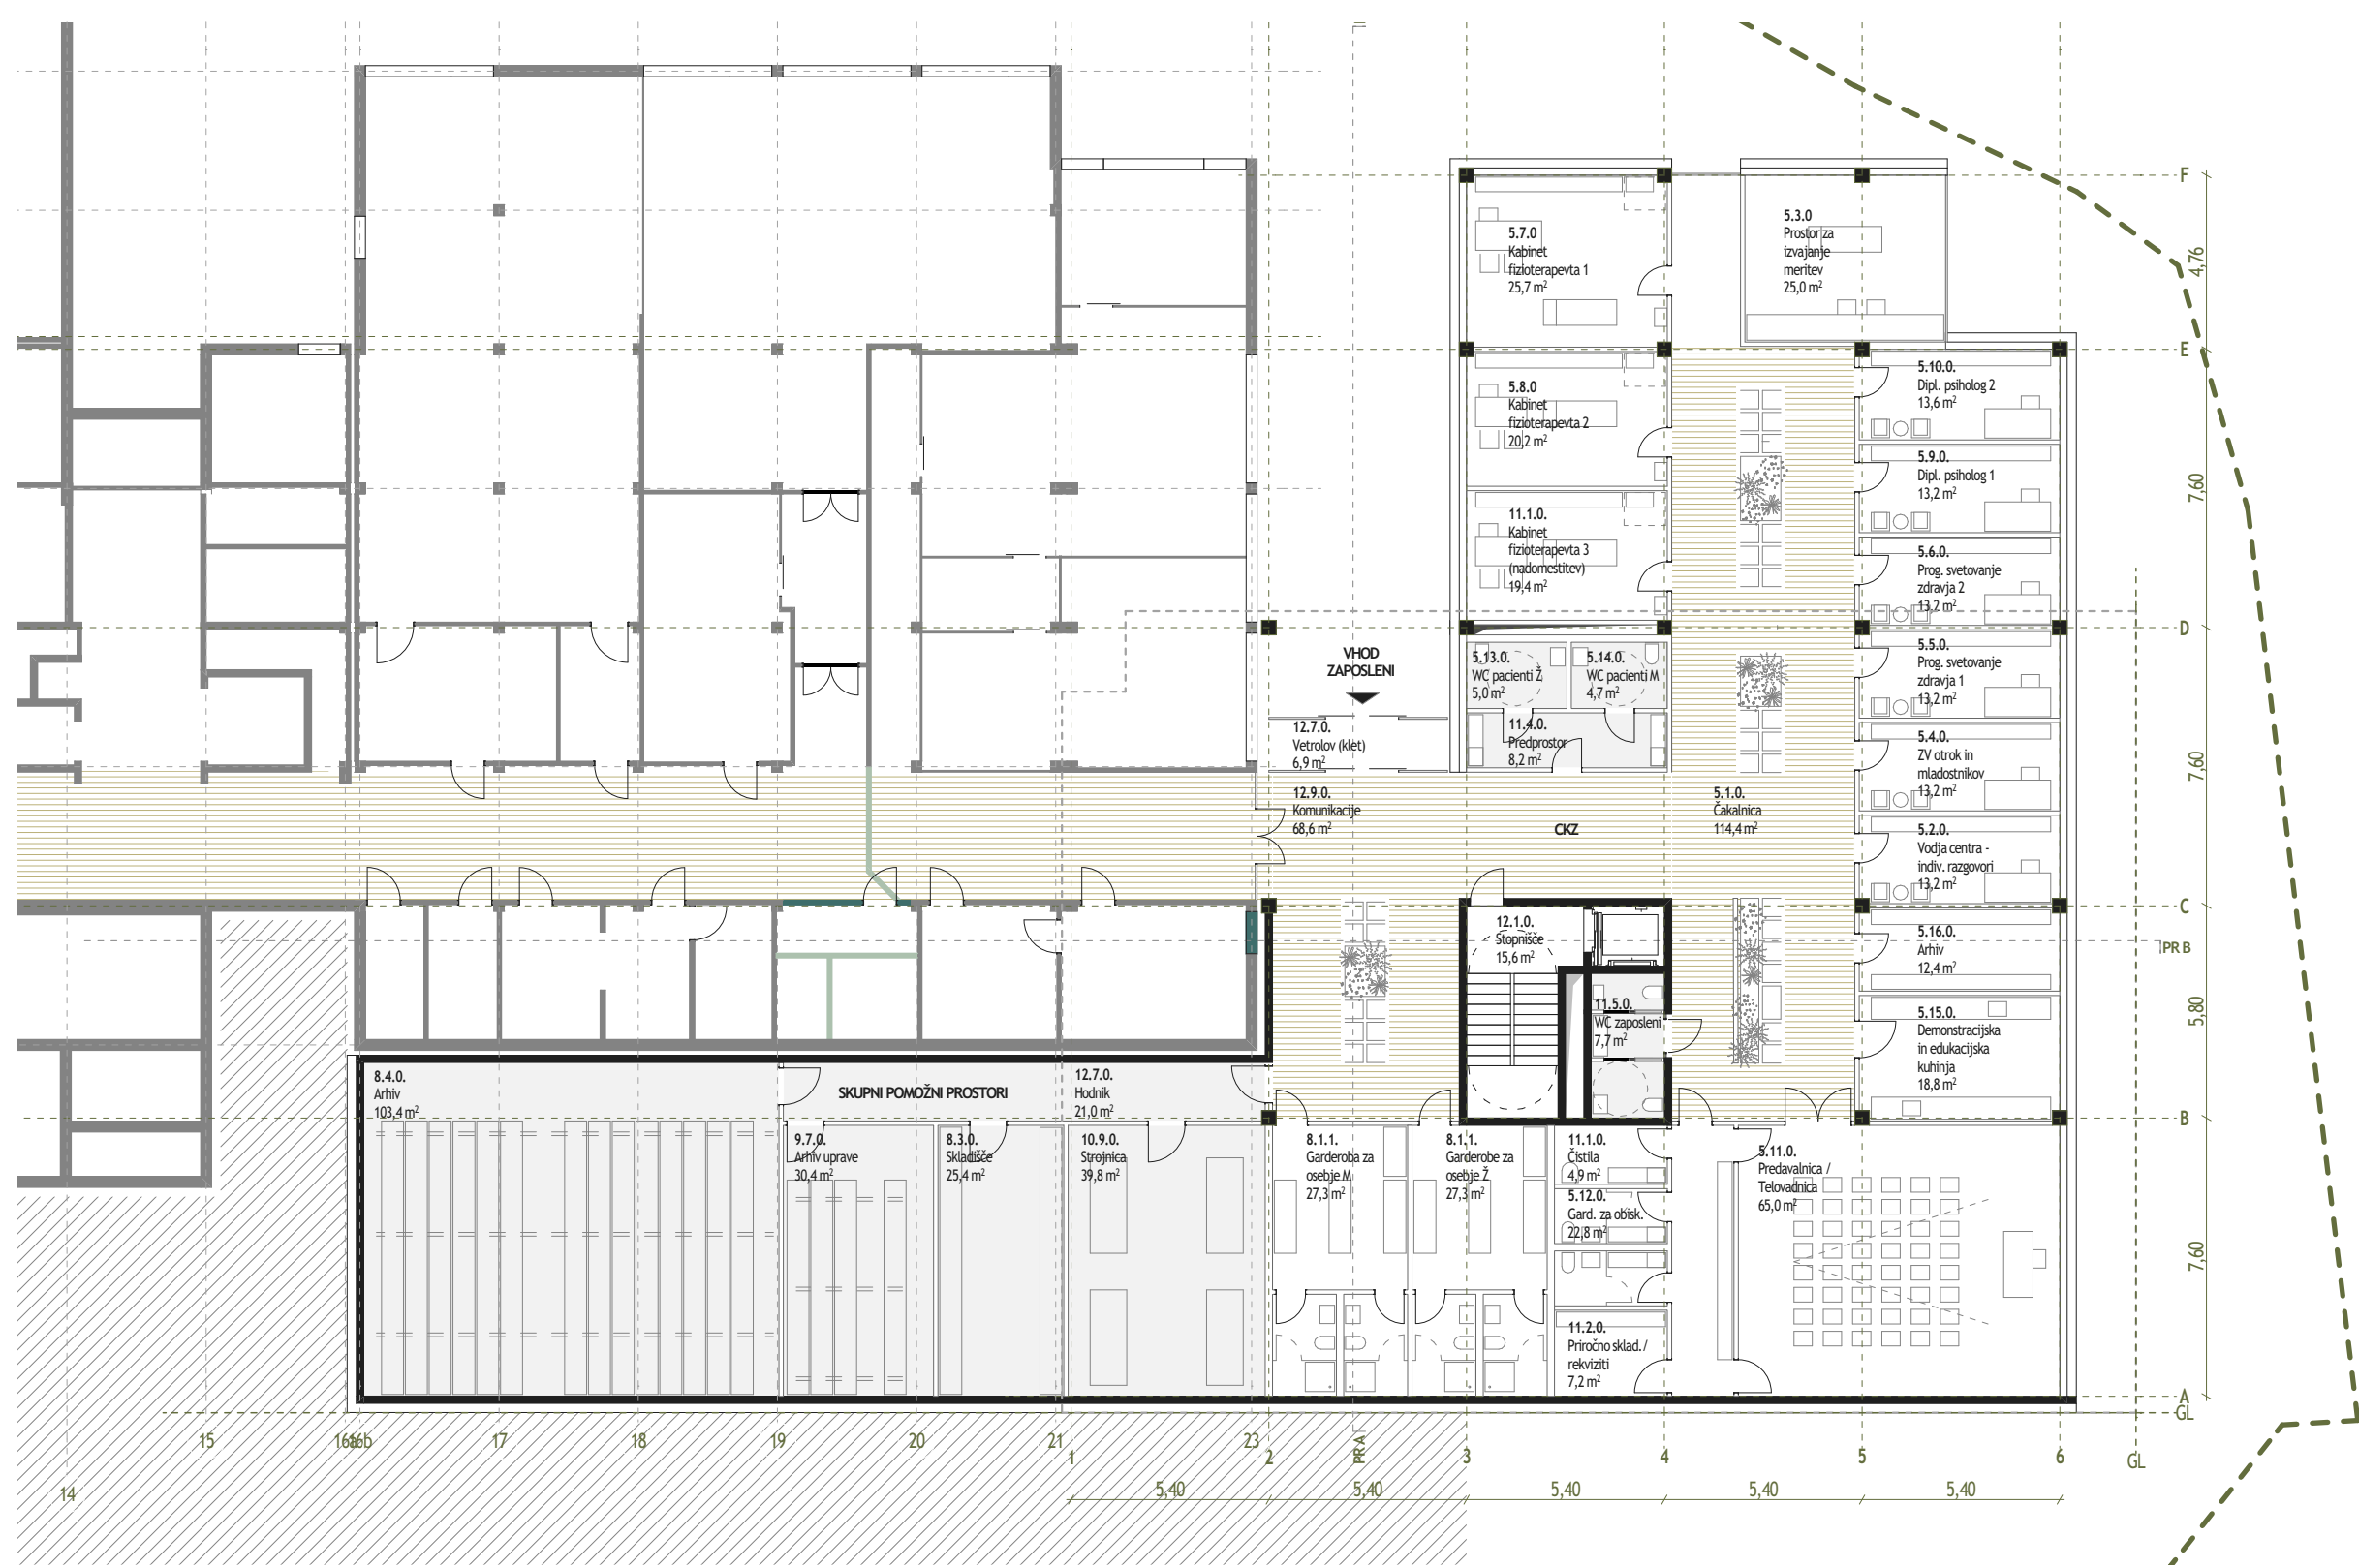 5.7.0
Kabinet
fizioterapevta 1
25,7 m²
5.3.0
Prostor za
izvajanje
meritev
25,0 m²
F
4,76
E
5.8.0
Kabinet
fizioterapevta 2
20,2 m²
5.10.0.
Dipl. psiholog 2
13,6 m²
5.9.0.
Dipl. psiholog 1
13,2 m²
7,60
11.1.0.
Kabinet
fizioterapevta 3
(nadomestitev)
19,4 m²
5.6.0.
Prog. svetovanje
zdravja 2
13,2 m²
D
VHOD
ZAPOSLENI
5.13.0.
WC pacienti Ž
5,0 m²
5.14.0.
WC pacienti M
4,7 m²
5.5.0.
Prog. svetovanje
zdravja 1
13,2 m²
12.7.0.
Vetrolov (klet)
6,9 m²
11.4.0.
Predprostor
8,2 m²
5.4.0.
ZV otrok in
mladostnikov
13,2 m²
7,60
12.9.0.
Komunikacije
68,6 m²
CKZ
5.1.0.
Čakalnica
114,4 m²
5.2.0.
Vodja centra -
indiv. razgovori
13,2 m²
C
12.1.0.
Stopnišče
15,6 m²
5.16.0.
Arhiv
12,4 m²
PR B
11.5.0.
WC zaposleni
7,7 m²
5.15.0.
Demonstracijska
in edukacijska
kuhinja
18,8 m²
5,80
8.4.0.
Arhiv
103,4 m²
SKUPNI POMOŽNI PROSTORI
12.7.0.
Hodnik
21,0 m²
B
9.7.0.
Arhiv uprave
30,4 m²
8.3.0.
Skladišče
25,4 m²
10.9.0.
Strojnica
39,8 m²
8.1.1.
Garderoba za
osebje M
27,3 m²
8.1.1.
Garderobe za
osebje Ž
27,3 m²
11.1.0.
Čistila
4,9 m²
5.12.0.
Gard. za obisk.
22,8 m²
5.11.0.
Predavalnica /
Telovadnica
65,0 m²
7,60
11.2.0.
Priročno sklad. /
rekviziti
7,2 m²
A
GL
14
15
16a
16b
17
18
19
20
21
1
23
2
PR A
3
4
5
6
GL
5,40
5,40
5,40
5,40
5,40